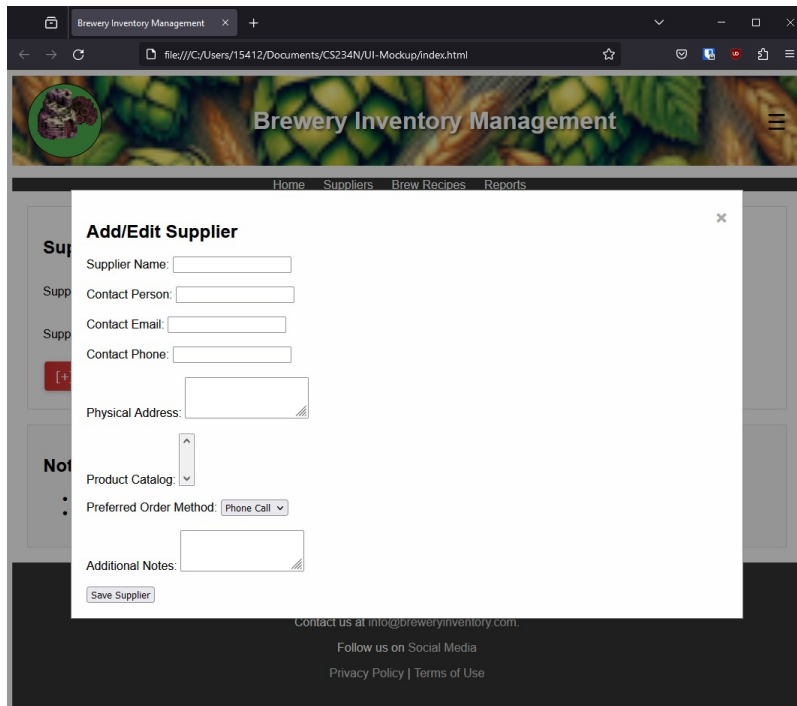 Brewery Inventory Management
file:///C:/Users/15412/Documents/CS234N/UI-Mockup/index.html
Brewery Inventory Management
Home Suppliers Brew Recipes Reports
Add/Edit Supplier
Supplier Name:
Contact Person:
Contact Email:
Contact Phone:
[+]
Physical Address:
Product Catalog:
Preferred Order Method: Phone Call
Additional Notes:
Save Supplier
Contact us at info@breweryinventory.com.
Follow us on Social Media
Privacy Policy | Terms of Use